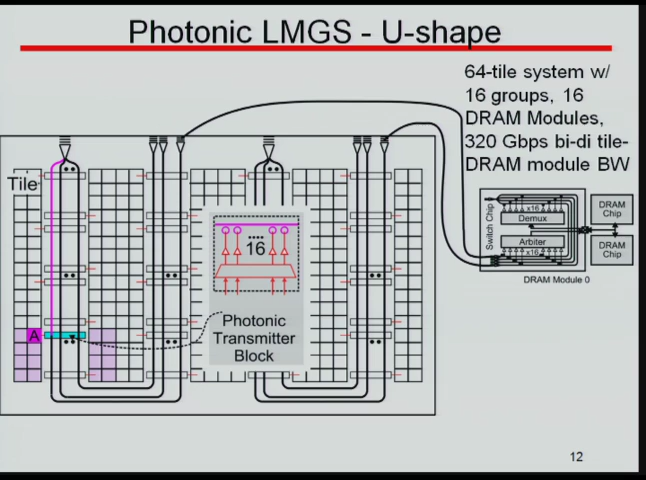 Photonic LMGS - U-shape
64-tile system w/
16 groups, 16
DRAM Modules,
320 Gbps bi-di tile-
DRAM module BW
Tile
A
16
Photonic
Transmitter
Block
Switch Chip
x16
Demux
Arbiter
x16
DRAM
Chip
DRAM
Chip
DRAM Module 0
12